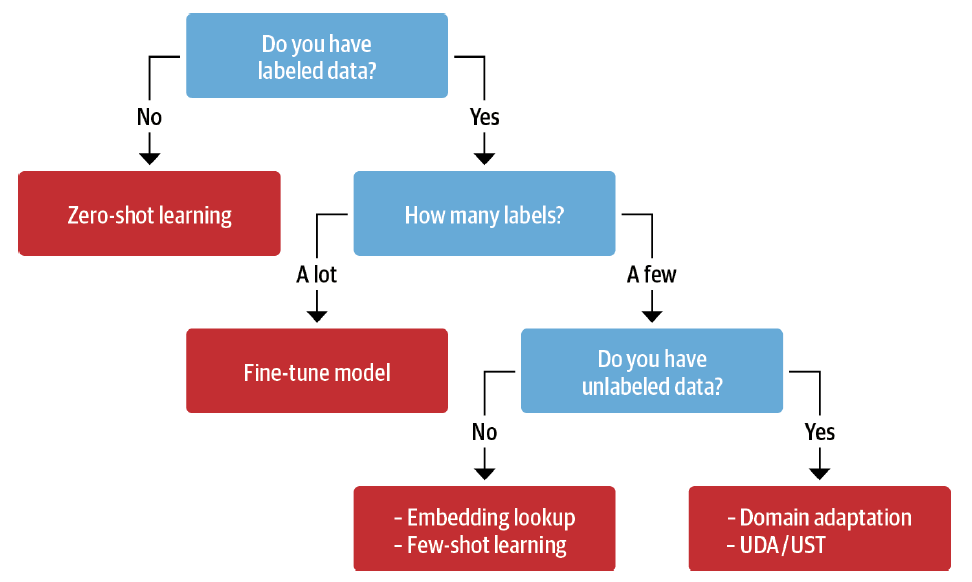 Do you have
labeled data?
No
Yes
Zero-shot learning
How many labels?
A lot
A few
Fine-tune model
Do you have
unlabeled data?
No
Yes
– Embedding lookup
– Few-shot learning
– Domain adaptation
– UDA/UST